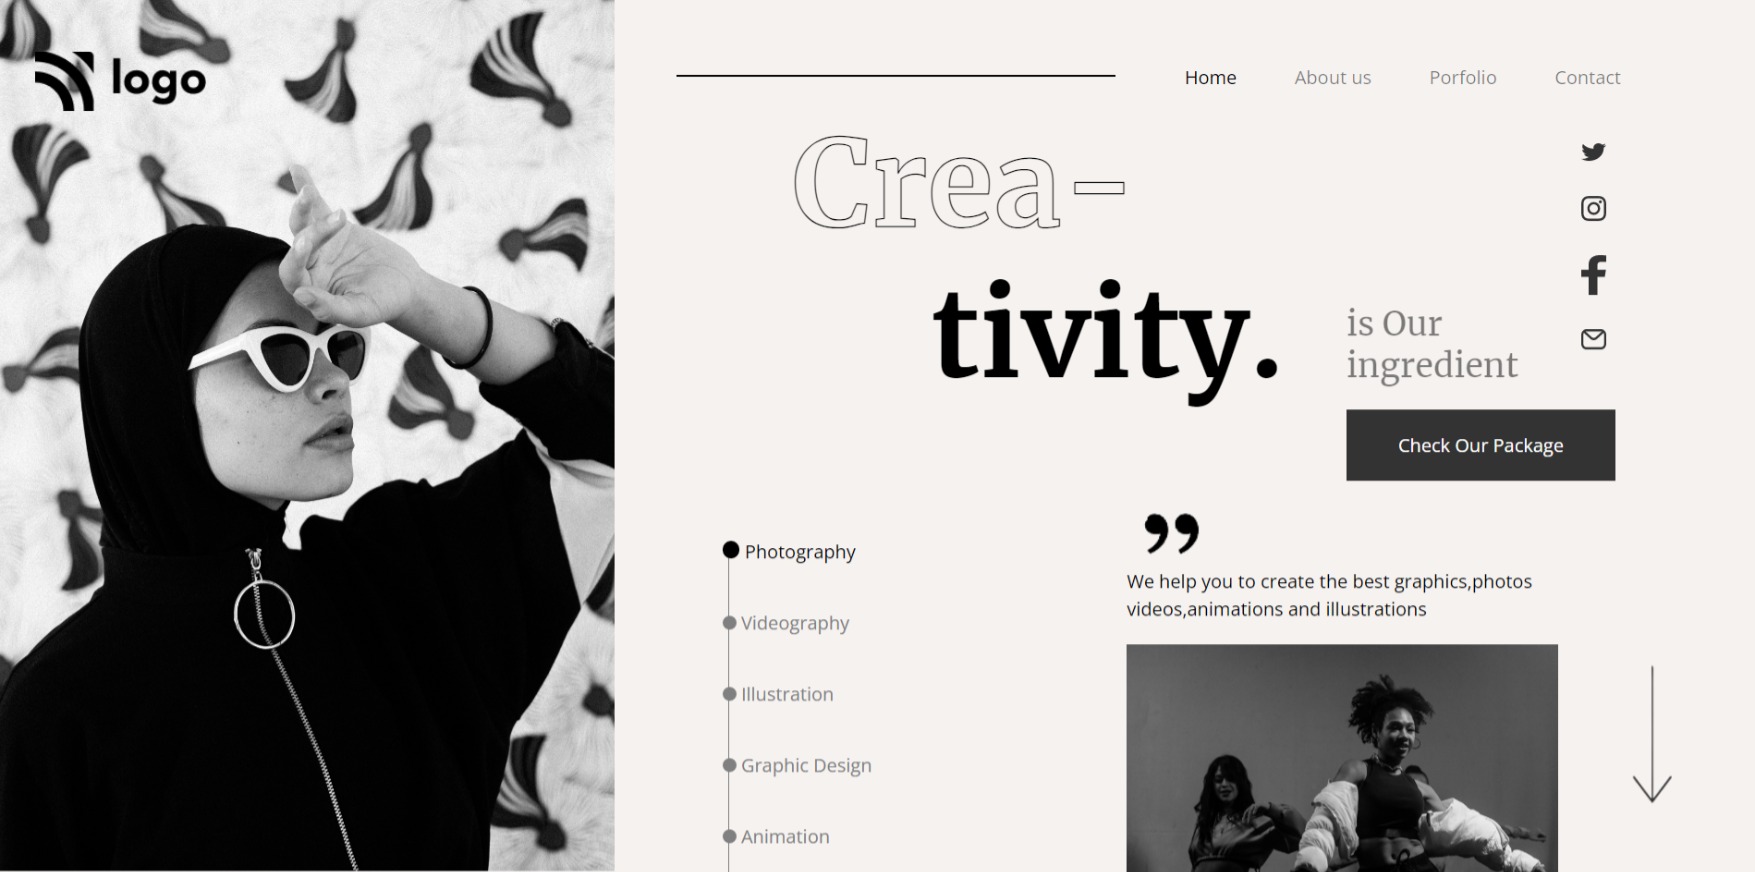 logo
Home About us Porfolio Contact
Crea-
tivity.
is Our
ingredient
Check Our Package
Photography
Videography
Illustration
Graphic Design
Animation
”
We help you to create the best graphics,photos
videos,animations and illustrations